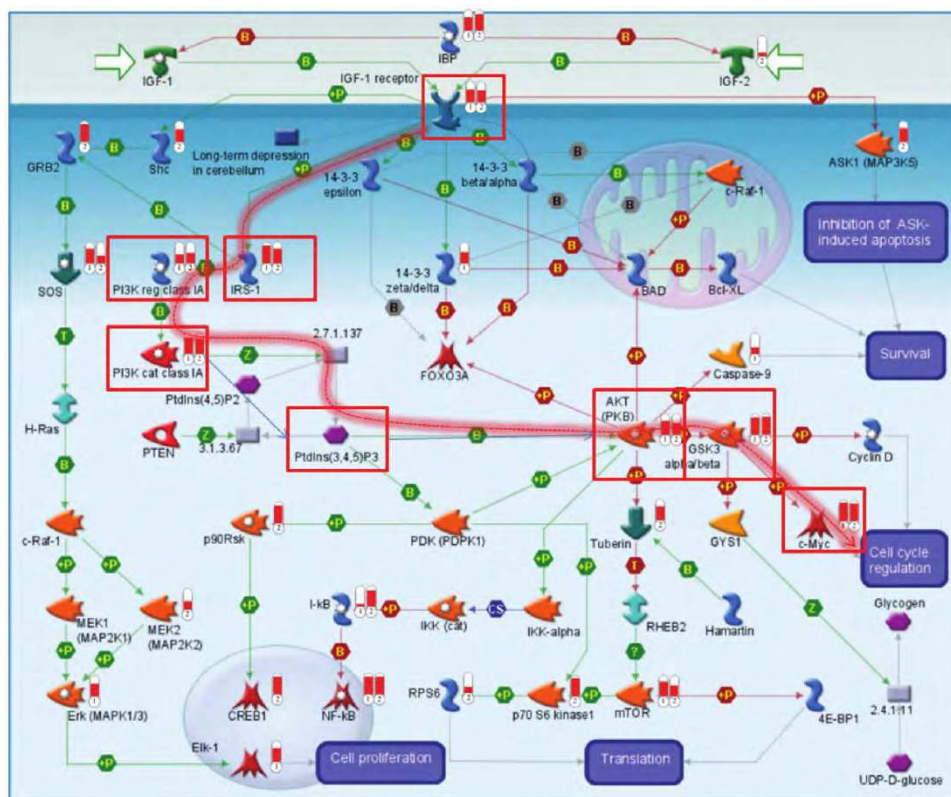 B
B
IBP
IGF-1
B
B
IGF-2
IGF-1 receptor
+P
+P
GRB2
B
Shc
Long-term depression
in cerebellum
B
B
B
B
14-3-3
epsilon
14-3-3
beta/alpha
B
c-Raf-1
ASK1 (MAP3K5)
B
B
B
B
+P
Inhibition of ASK-
induced apoptosis
B
SOS
PI3K reg class IA
IRS-1
14-3-3
zeta/delta
B
B
B
BAD
Bcl-XL
T
B
2.7.1.137
B
B
B
Survival
PI3K cat class IA
Z
FOXO3A
+P
Caspase-9
PtdIns(4,5)P2
+P
+P
AKT
(PKB)
H-Ras
PTEN
Z
3.1.3.67
PtdIns(3,4,5)P3
B
GSK3
alpha/beta
+P
Cyclin D
B
B
+P
+P
+P
+P
c-Raf-1
p90Rsk
+P
PDK (PDPK1)
+P
Tuberin
GYS1
c-Myc
Cell cycle
regulation
+P
+P
+P
T
B
Glycogen
MEK1
(MAP2K1)
MEK2
(MAP2K2)
+P
I-kB
+P
IKK (cat)
CS
IKK-alpha
RHEB2
Hamartin
Z
+P
+P
B
?
Erk (MAPK1/3)
CREB1
NF-kB
RPS6
+P
p70 S6 kinase1
+P
mTOR
+P
4E-BP1
2.4.1.11
Elk-1
+P
Cell proliferation
Translation
UDP-D-glucose